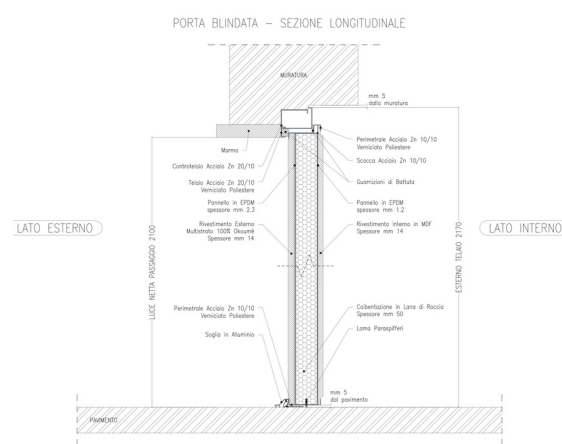 PORTA BLINDATA – SEZIONE LONGITUDINALE
MURATURA
mm 5
dalla muratura
Marmo
Controtelaio Acciaio Zn 20/10
Telaio Acciaio Zn 20/10
Verniciato Poliestere
Pannello in EPDM
spessore mm 2.3
Rivestimento Esterno
Multistrato 100% Okoumé
Spessore mm 14
Perimetrale Acciaio Zn 10/10
Verniciato Poliestere
Soglia in Alluminio
Perimetrale Acciaio Zn 10/10
Verniciato Poliestere
Scocca Acciaio Zn 10/10
Guarnizioni di Battuta
Pannello in EPDM
spessore mm 1.2
Rivestimento Interno in MDF
Spessore mm 14
Coibentazione in Lana di Roccia
Spessore mm 50
Lama Paraspifferi
mm 5
dal pavimento
LATO ESTERNO
LUCE NETTA PASSAGGIO 2100
ESTERNO TELAIO 2170
LATO INTERNO
PAVIMENTO